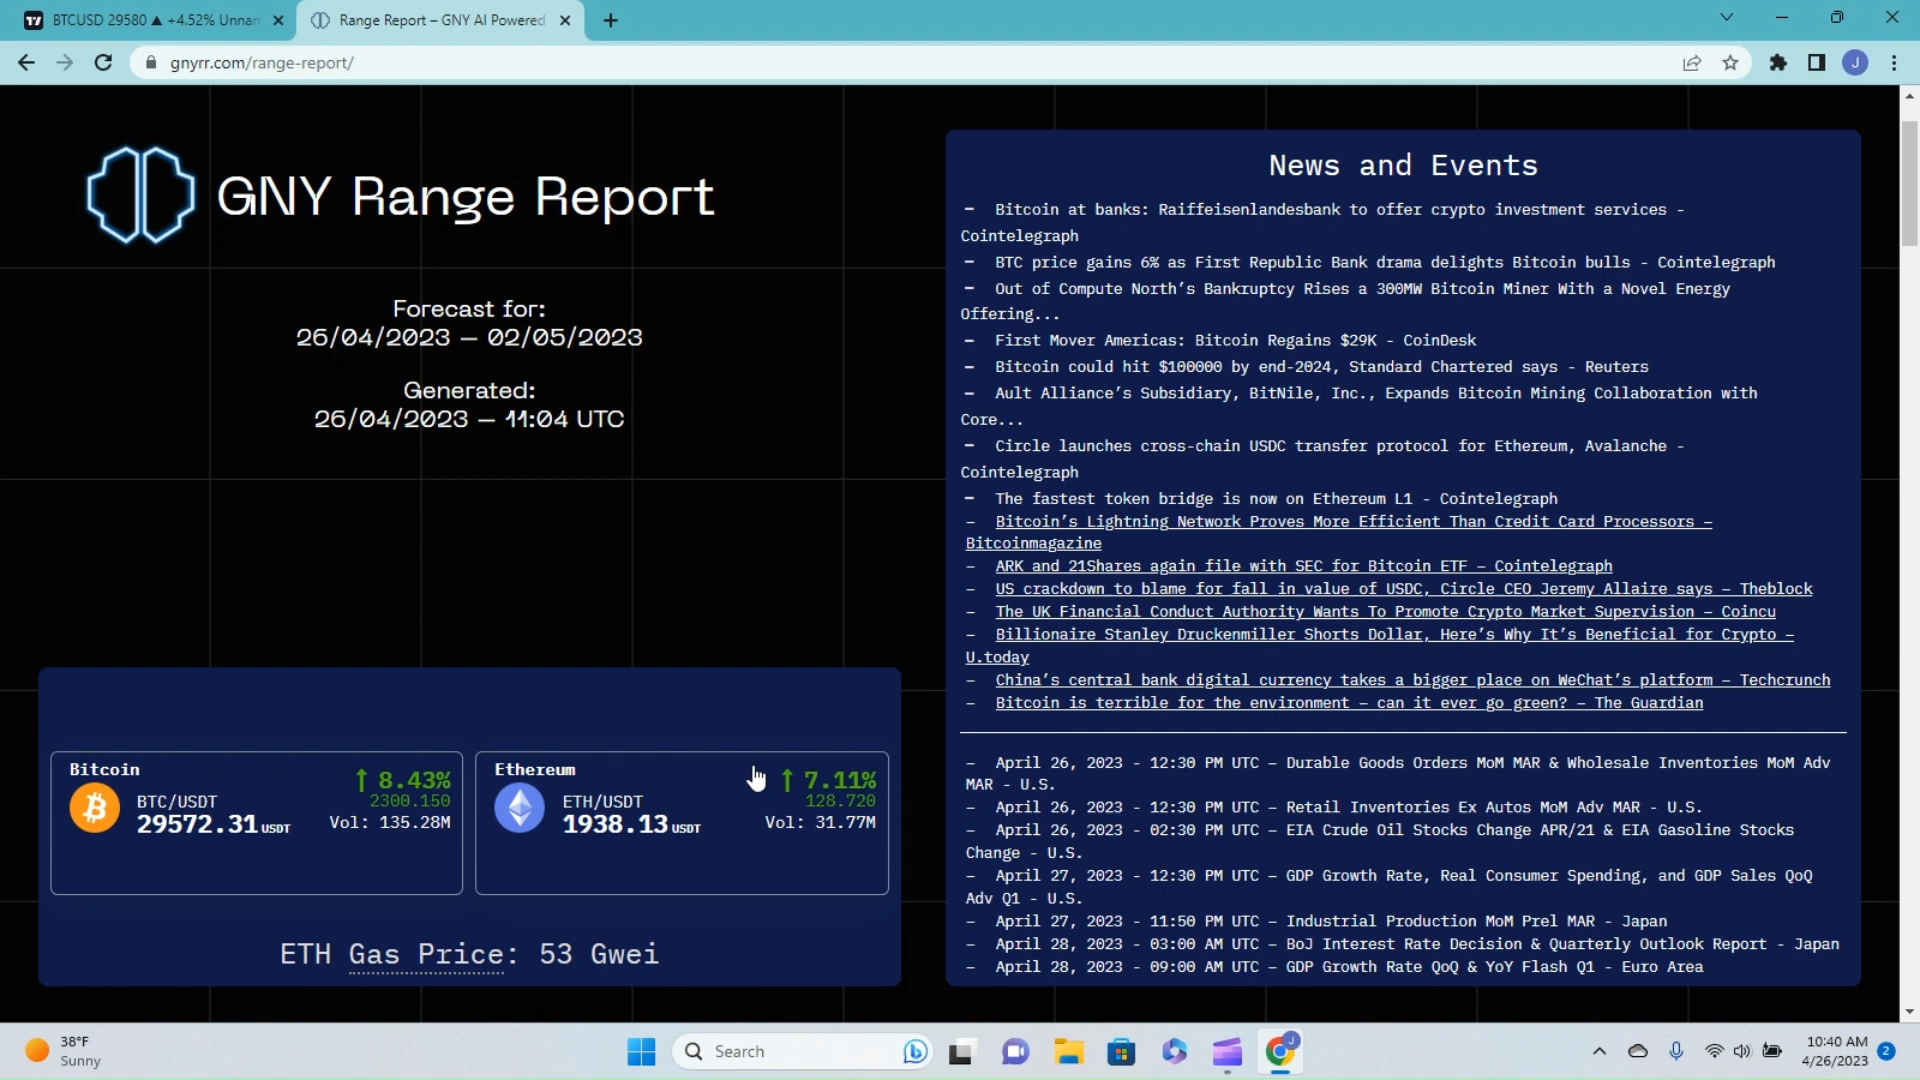 BTCUSD 29580 ▲ +4.52% Unnan
Range Report – GNY AI Powered
gnyrr.com/range-report/
J
GNY Range Report
Forecast for:
26/04/2023 – 02/05/2023
Generated:
26/04/2023 – 11:04 UTC
Bitcoin
↑ 8.43%
BTC/USDT
2300.150
29572.31 USDT
Vol: 135.28M
Ethereum
↑ 7.11%
ETH/USDT
128.720
1938.13 USDT
Vol: 31.77M
ETH Gas Price: 53 Gwei
News and Events
– Bitcoin at banks: Raiffeisenlandesbank to offer crypto investment services -
Cointelegraph
– BTC price gains 6% as First Republic Bank drama delights Bitcoin bulls - Cointelegraph
– Out of Compute North's Bankruptcy Rises a 300MW Bitcoin Miner With a Novel Energy
Offering...
– First Mover Americas: Bitcoin Regains $29K - CoinDesk
– Bitcoin could hit $100000 by end-2024, Standard Chartered says - Reuters
– Ault Alliance's Subsidiary, BitNile, Inc., Expands Bitcoin Mining Collaboration with
Core...
– Circle launches cross-chain USDC transfer protocol for Ethereum, Avalanche -
Cointelegraph
– The fastest token bridge is now on Ethereum L1 - Cointelegraph
– Bitcoin's Lightning Network Proves More Efficient Than Credit Card Processors –
Bitcoinmagazine
– ARK and 21Shares again file with SEC for Bitcoin ETF – Cointelegraph
– US crackdown to blame for fall in value of USDC, Circle CEO Jeremy Allaire says – Theblock
– The UK Financial Conduct Authority Wants To Promote Crypto Market Supervision – Coincu
– Billionaire Stanley Druckenmiller Shorts Dollar, Here's Why It's Beneficial for Crypto –
U.today
– China's central bank digital currency takes a bigger place on WeChat's platform – Techcrunch
– Bitcoin is terrible for the environment – can it ever go green? – The Guardian
– April 26, 2023 - 12:30 PM UTC – Durable Goods Orders MoM MAR & Wholesale Inventories MoM Adv
MAR - U.S.
– April 26, 2023 - 12:30 PM UTC – Retail Inventories Ex Autos MoM Adv MAR - U.S.
– April 26, 2023 - 02:30 PM UTC – EIA Crude Oil Stocks Change APR/21 & EIA Gasoline Stocks
Change - U.S.
– April 27, 2023 - 12:30 PM UTC – GDP Growth Rate, Real Consumer Spending, and GDP Sales QoQ
Adv Q1 - U.S.
– April 27, 2023 - 11:50 PM UTC – Industrial Production MoM Prel MAR - Japan
– April 28, 2023 - 03:00 AM UTC – BoJ Interest Rate Decision & Quarterly Outlook Report - Japan
– April 28, 2023 - 09:00 AM UTC – GDP Growth Rate QoQ & YoY Flash Q1 - Euro Area
38°F
Sunny
Search
J
10:40 AM
4/26/2023
2